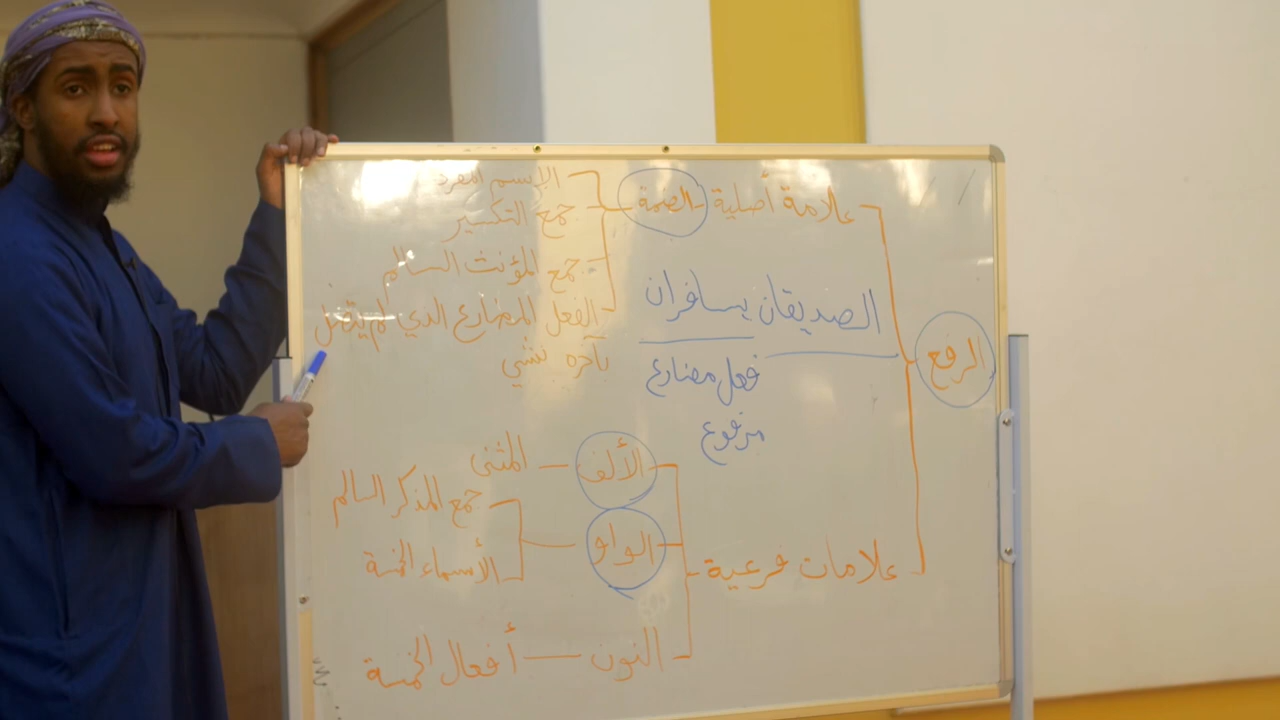 الرفع
علامة أصلية - الضمة
الإسم المفرد
جمع التكسير
جمع المؤنث السالم
الفعل المضارع الذي لم يتصل
بآخره شيء
الصديقان يسافران
فعل مضارع
مرفوع
علامات فرعية
الألف — المثنى
الواو
جمع المذكر السالم
الأسماء الخمسة
النون — أفعال الخمسة